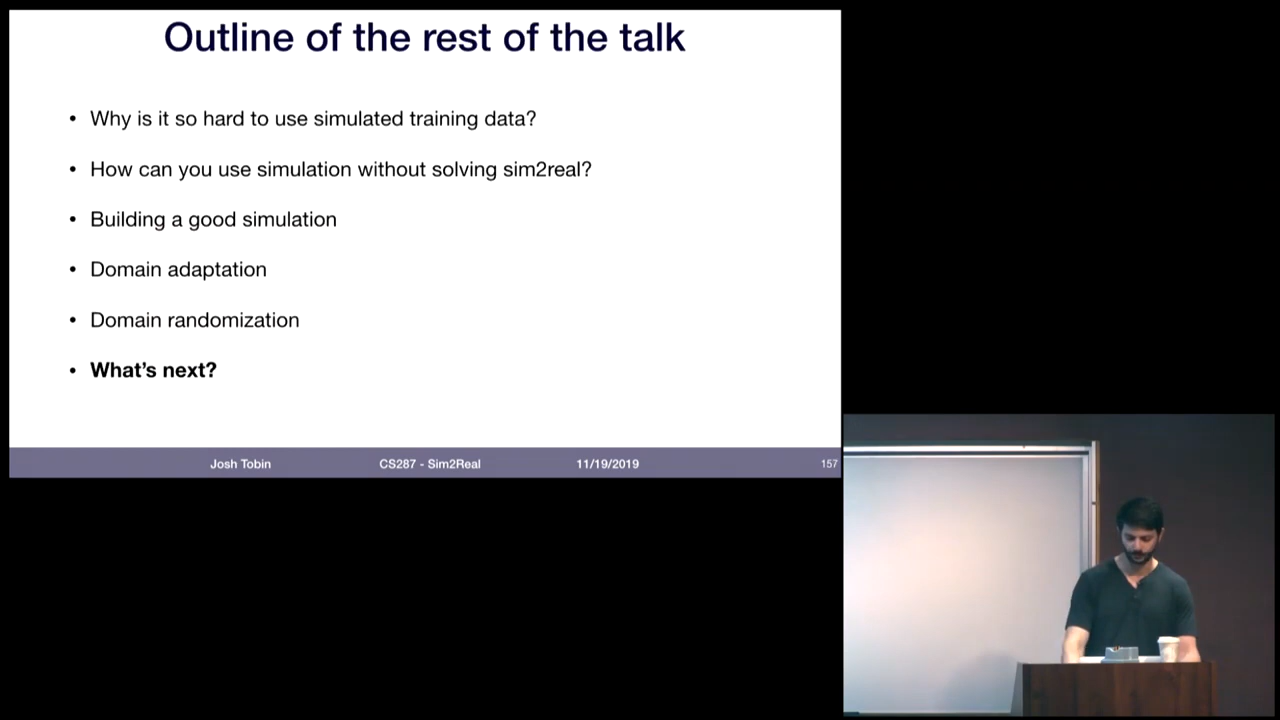 Outline of the rest of the talk
• Why is it so hard to use simulated training data?
• How can you use simulation without solving sim2real?
• Building a good simulation
• Domain adaptation
• Domain randomization
• What's next?
Josh Tobin CS287 - Sim2Real 11/19/2019 157